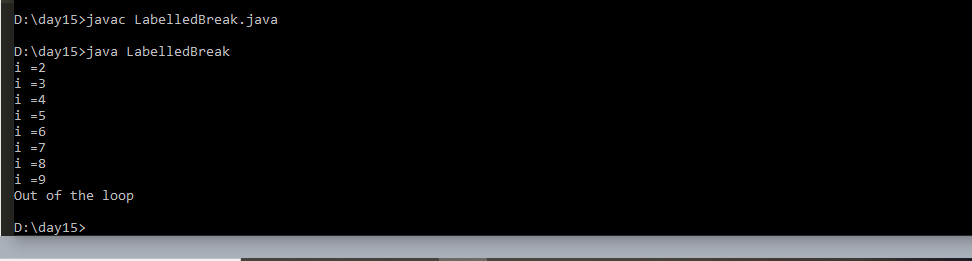 D:\day15>javac LabelledBreak.java
D:\day15>java LabelledBreak
i =2
i =3
i =4
i =5
i =6
i =7
i =8
i =9
Out of the loop
D:\day15>